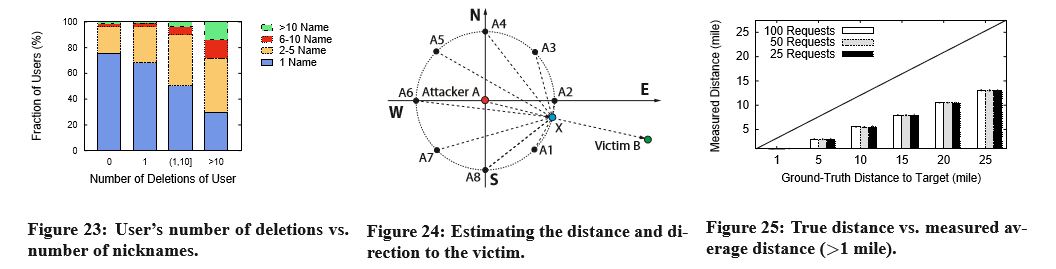 Fraction of Users (%)
100
80
60
40
20
0
0
1
(1,10]
>10
Number of Deletions of User
>10 Name
6-10 Name
2-5 Name
1 Name
Figure 23: User's number of deletions vs.
number of nicknames.
N
A4
A5
A3
A6
Attacker A
A2
E
W
X
Victim B
A7
A1
A8
S
Figure 24: Estimating the distance and di-
rection to the victim.
Measured Distance (mile)
25
20
15
10
5
100 Requests
50 Requests
25 Requests
1
5
10
15
20
25
Ground-Truth Distance to Target (mile)
Figure 25: True distance vs. measured av-
erage distance (>1 mile).